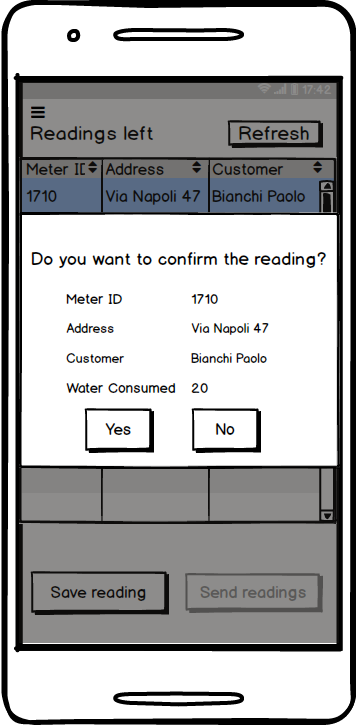 17:42
Readings left
Refresh
Meter ID Address Customer
1710 Via Napoli 47 Bianchi Paolo
Do you want to confirm the reading?
Meter ID 1710
Address Via Napoli 47
Customer Bianchi Paolo
Water Consumed 20
Yes No
Save reading Send readings